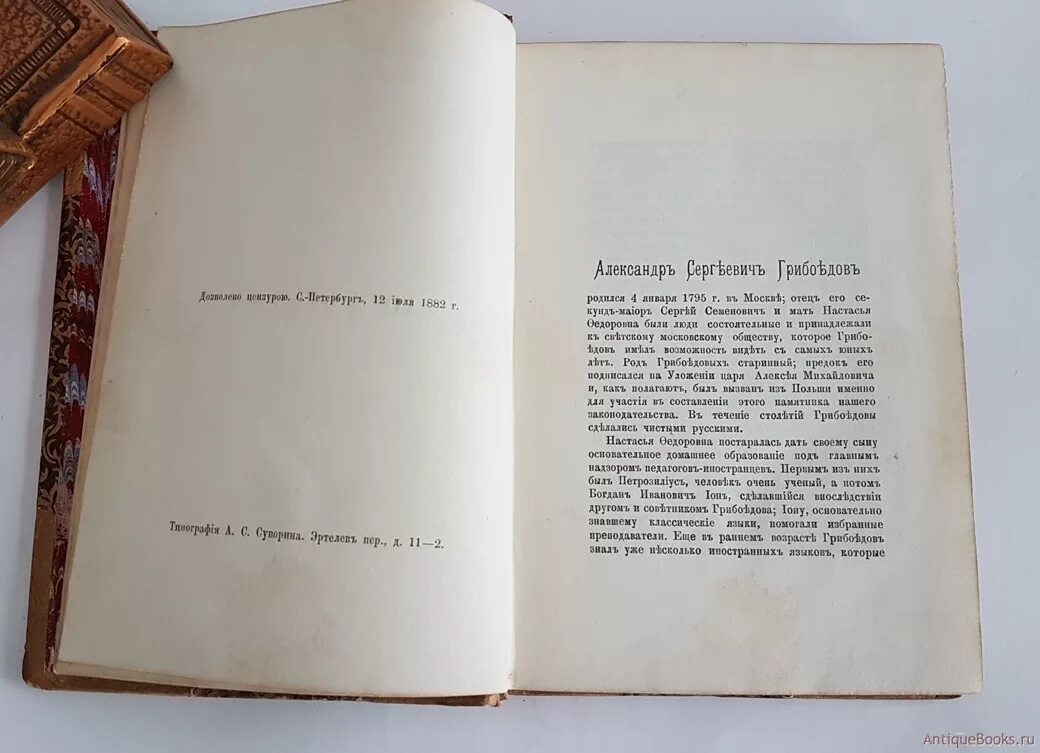 Дозволено цензурою. С.-Петербургъ, 12 іюля 1882 г.
Типографія А. С. Суворина. Эртелевъ пер., д. 11—2.
Александръ Сергѣевичъ Грибоѣдовъ
родился 4 января 1795 г. въ Москвѣ; отецъ его се-
кундъ-маіоръ Сергѣй Семеновичъ и мать Настасья
Ѳедоровна были люди состоятельные и принадлежали
къ свѣтскому московскому обществу, которое Грибо-
ѣдовъ имѣлъ возможность видѣть съ самыхъ юныхъ
лѣтъ. Родъ Грибоѣдовыхъ старинный; предокъ его
подписался на Уложеніи царя Алексѣя Михайловича
и, какъ полагаютъ, былъ вызванъ изъ Польши именно
для участія въ составленіи этого памятника нашего
законодательства. Въ теченіе столѣтій Грибоѣдовы
сдѣлались чистыми русскими.
Настасья Ѳедоровна постаралась дать своему сыну
основательное домашнее образованіе подъ главнымъ
надзоромъ педагоговъ-иностранцевъ. Первымъ изъ нихъ
былъ Петрозиліусъ, человѣкъ очень ученый, а потомъ
Богданъ Ивановичъ Іонъ, сдѣлавшійся впослѣдствіи
другомъ и совѣтникомъ Грибоѣдова; Іону, основательно
знавшему классическіе языки, помогали избранные
преподаватели. Еще въ раннемъ возрастѣ Грибоѣдовъ
зналъ уже нѣсколько иностранныхъ языковъ, которые
AntiqueBooks.ru